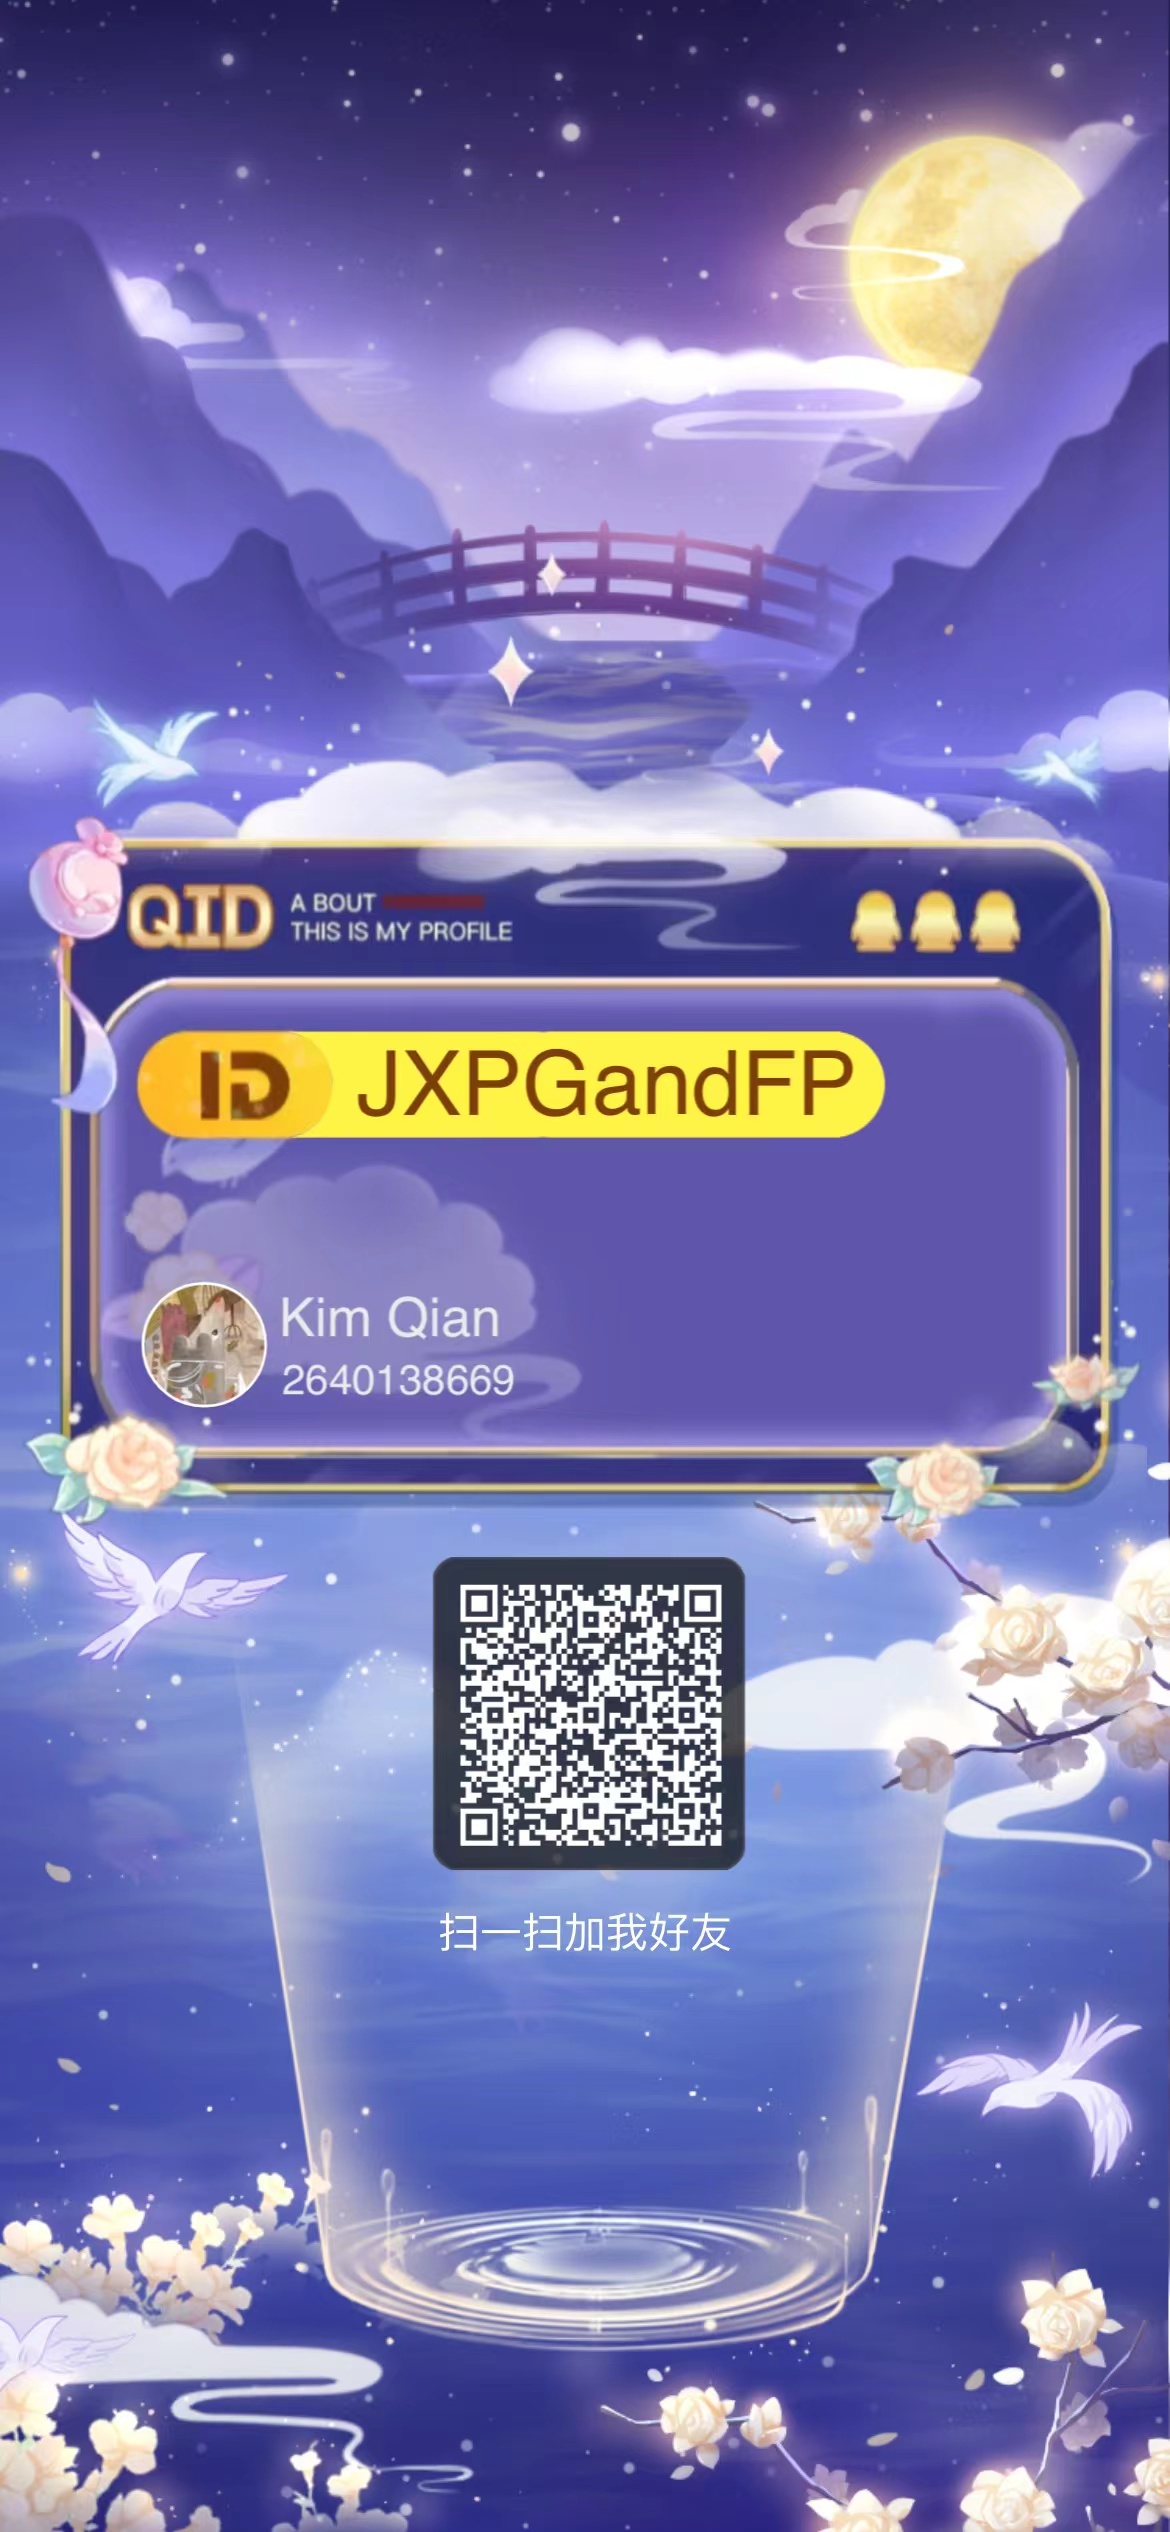 QID
A BOUT
THIS IS MY PROFILE
ID JXPGandFP
Kim Qian
2640138669
扫一扫加我好友